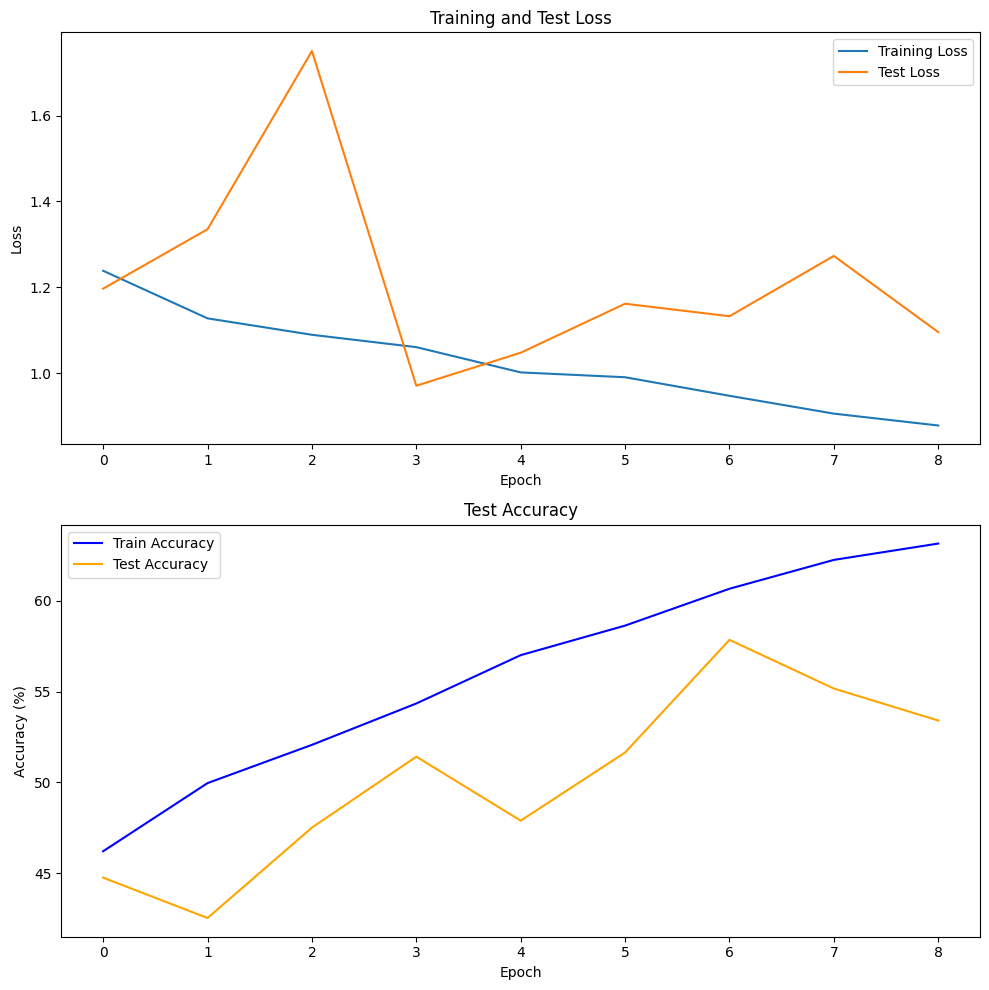 Training and Test Loss
Training Loss
Test Loss
1.6
1.4
1.2
1.0
Loss
0 1 2 3 4 5 6 7 8
Epoch
Test Accuracy
Train Accuracy
Test Accuracy
60
55
50
45
Accuracy (%)
0 1 2 3 4 5 6 7 8
Epoch